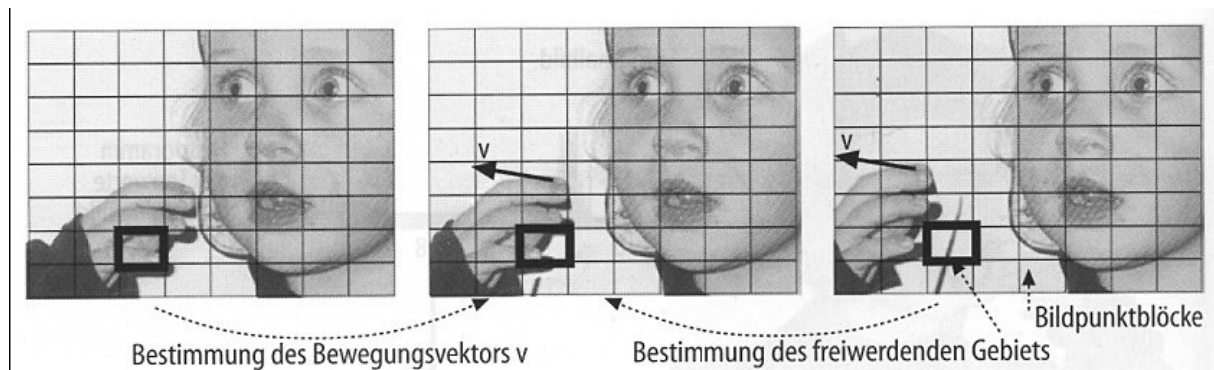 v
v
Bildpunktblöcke
Bestimmung des Bewegungsvektors v
Bestimmung des freiwerdenden Gebiets